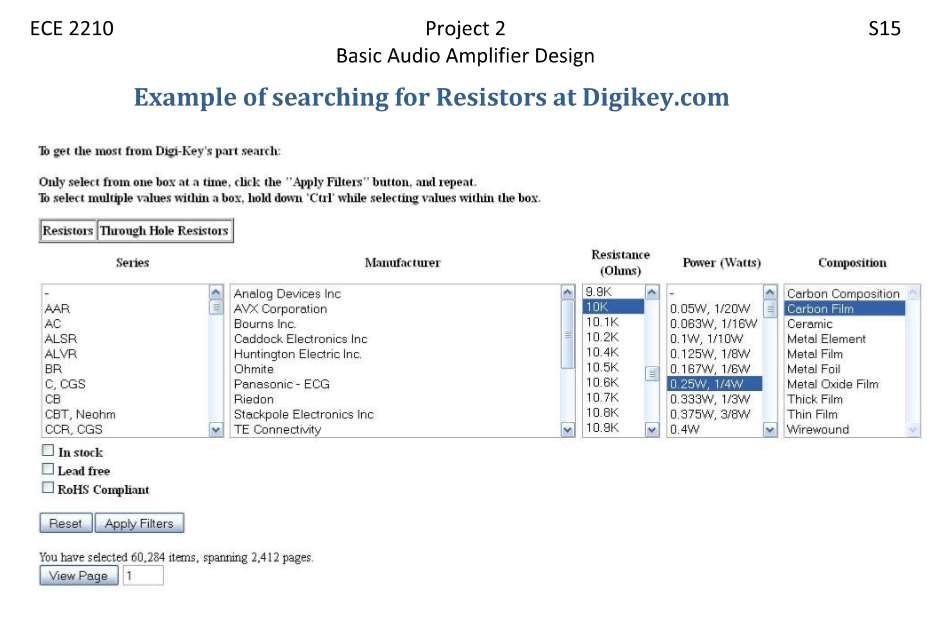 ECE 2210 Project 2 S15
Basic Audio Amplifier Design
Example of searching for Resistors at Digikey.com
To get the most from Digi-Key's part search:
Only select from one box at a time, click the "Apply Filters" button, and repeat.
To select multiple values within a box, hold down 'Ctrl' while selecting values within the box.
Resistors Through Hole Resistors
Series Manufacturer Resistance (Ohms) Power (Watts) Composition
- Analog Devices Inc 9.9K - Carbon Composition
AAR AVX Corporation 10K 0.05W, 1/20W Carbon Film
AC Bourns Inc. 10.1K 0.063W, 1/16W Ceramic
ALSR Caddock Electronics Inc 10.2K 0.1W, 1/10W Metal Element
ALVR Huntington Electric Inc. 10.4K 0.125W, 1/8W Metal Film
BR Ohmite 10.5K 0.167W, 1/6W Metal Foil
C, CGS Panasonic - ECG 10.6K 0.25W, 1/4W Metal Oxide Film
CB Riedon 10.7K 0.333W, 1/3W Thick Film
CBT, Neohm Stackpole Electronics Inc 10.8K 0.375W, 3/8W Thin Film
CCR, CGS TE Connectivity 10.9K 0.4W Wirewound
In stock
Lead free
RoHS Compliant
Reset Apply Filters
You have selected 60,284 items, spanning 2,412 pages.
View Page 1